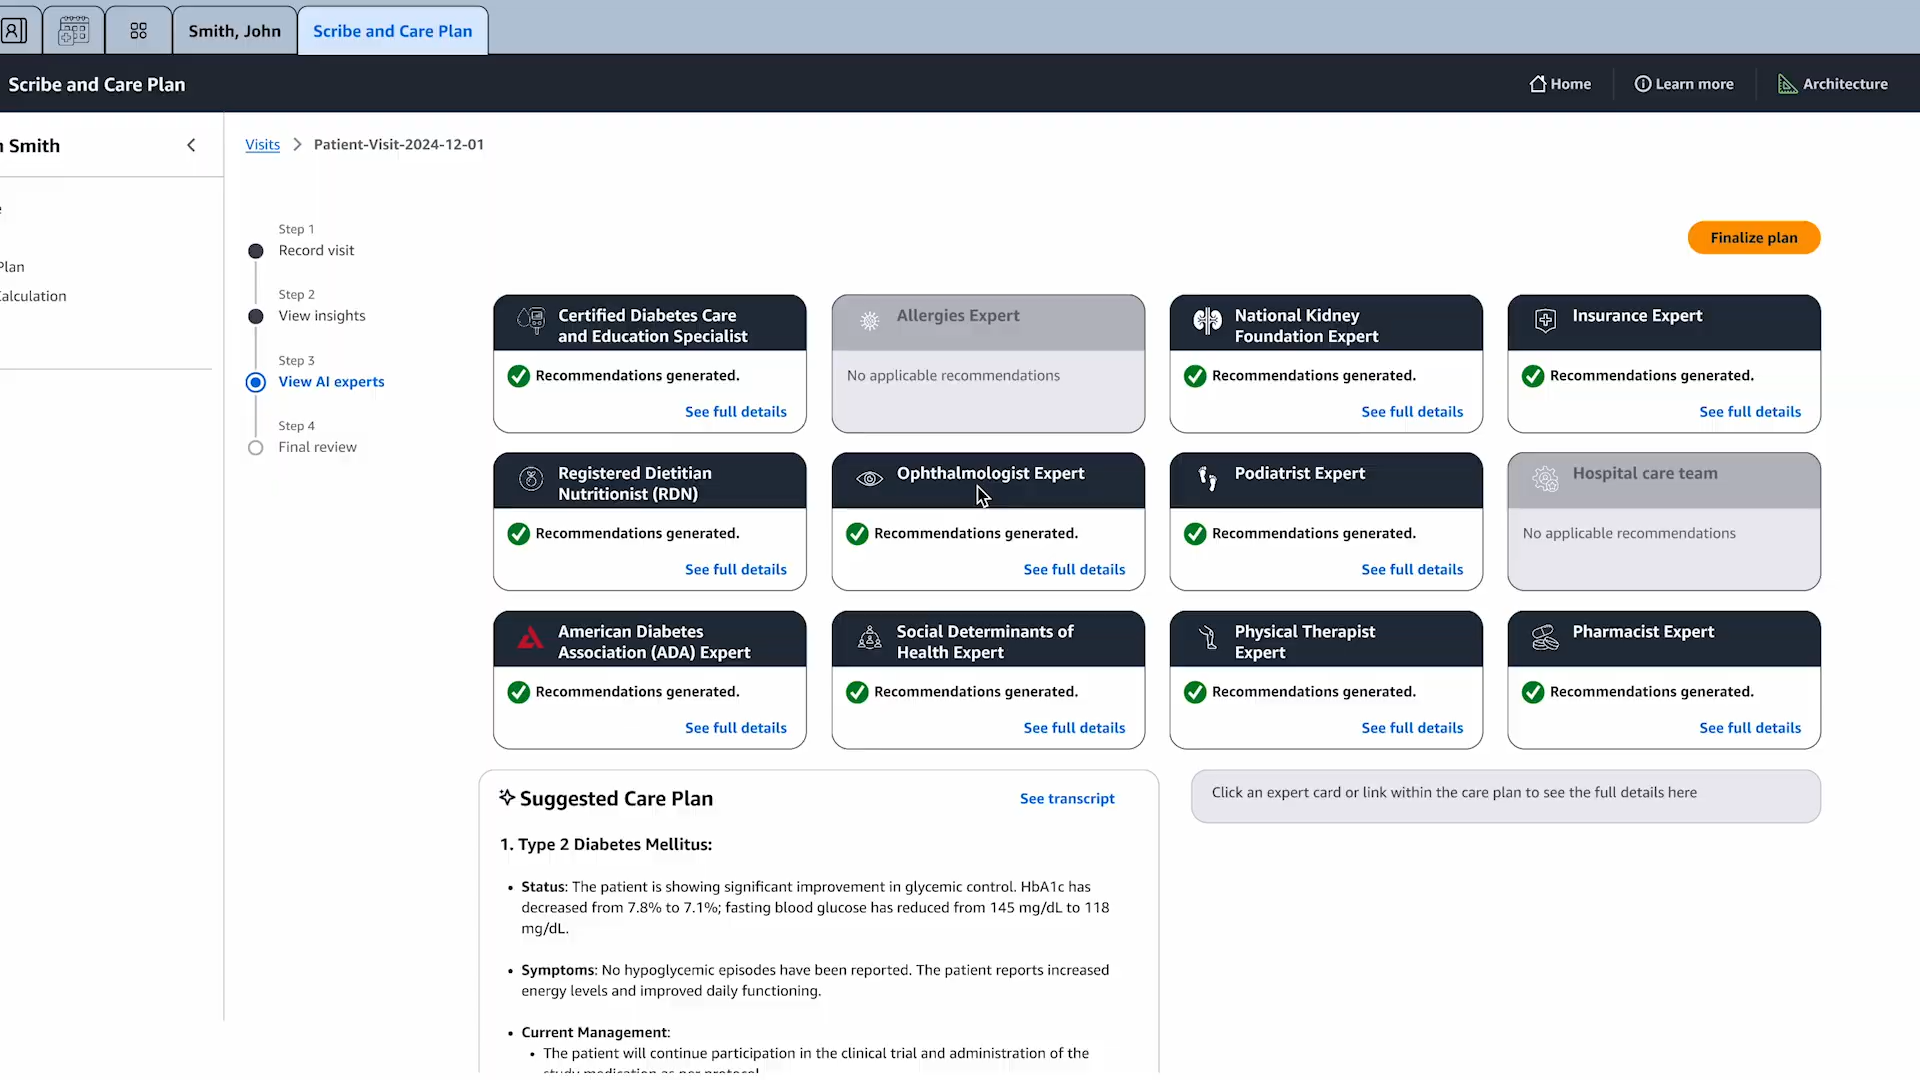 Smith, John
Scribe and Care Plan
Scribe and Care Plan
Home
Learn more
Architecture
Smith
Visits > Patient-Visit-2024-12-01
Plan
alculation
Step 1
Record visit
Step 2
View insights
Step 3
View AI experts
Step 4
Final review
Finalize plan
Certified Diabetes Care
and Education Specialist
Recommendations generated.
See full details
Allergies Expert
No applicable recommendations
National Kidney
Foundation Expert
Recommendations generated.
See full details
Insurance Expert
Recommendations generated.
See full details
Registered Dietitian
Nutritionist (RDN)
Recommendations generated.
See full details
Ophthalmologist Expert
Recommendations generated.
See full details
Podiatrist Expert
Recommendations generated.
See full details
Hospital care team
No applicable recommendations
American Diabetes
Association (ADA) Expert
Recommendations generated.
See full details
Social Determinants of
Health Expert
Recommendations generated.
See full details
Physical Therapist
Expert
Recommendations generated.
See full details
Pharmacist Expert
Recommendations generated.
See full details
Suggested Care Plan
See transcript
1. Type 2 Diabetes Mellitus:
• Status: The patient is showing significant improvement in glycemic control. HbA1c has
decreased from 7.8% to 7.1%; fasting blood glucose has reduced from 145 mg/dL to 118
mg/dL.
• Symptoms: No hypoglycemic episodes have been reported. The patient reports increased
energy levels and improved daily functioning.
• Current Management:
• The patient will continue participation in the clinical trial and administration of the
study medication as per protocol.
Click an expert card or link within the care plan to see the full details here